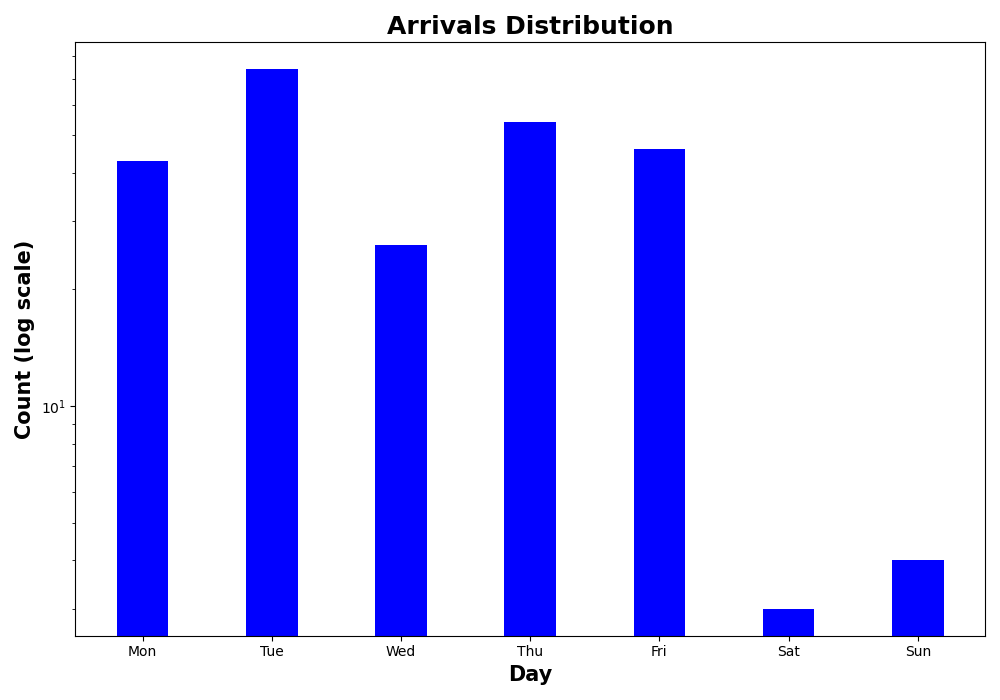 Arrivals Distribution
Count (log scale)
10¹
Mon Tue Wed Thu Fri Sat Sun
Day